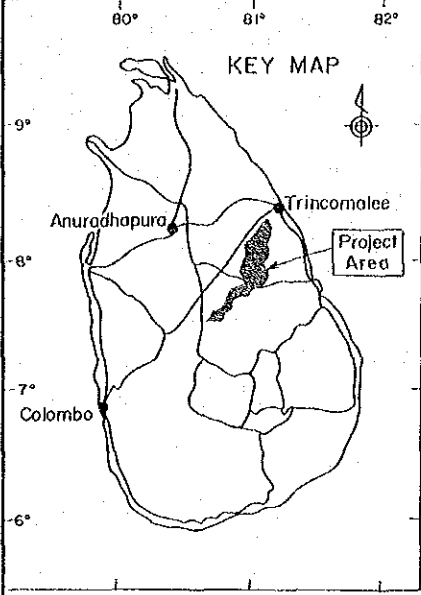 80° 81° 82°
KEY MAP
9°
Trincomalee
Anuradhapura
Project
Area
8°
7°
Colombo
6°